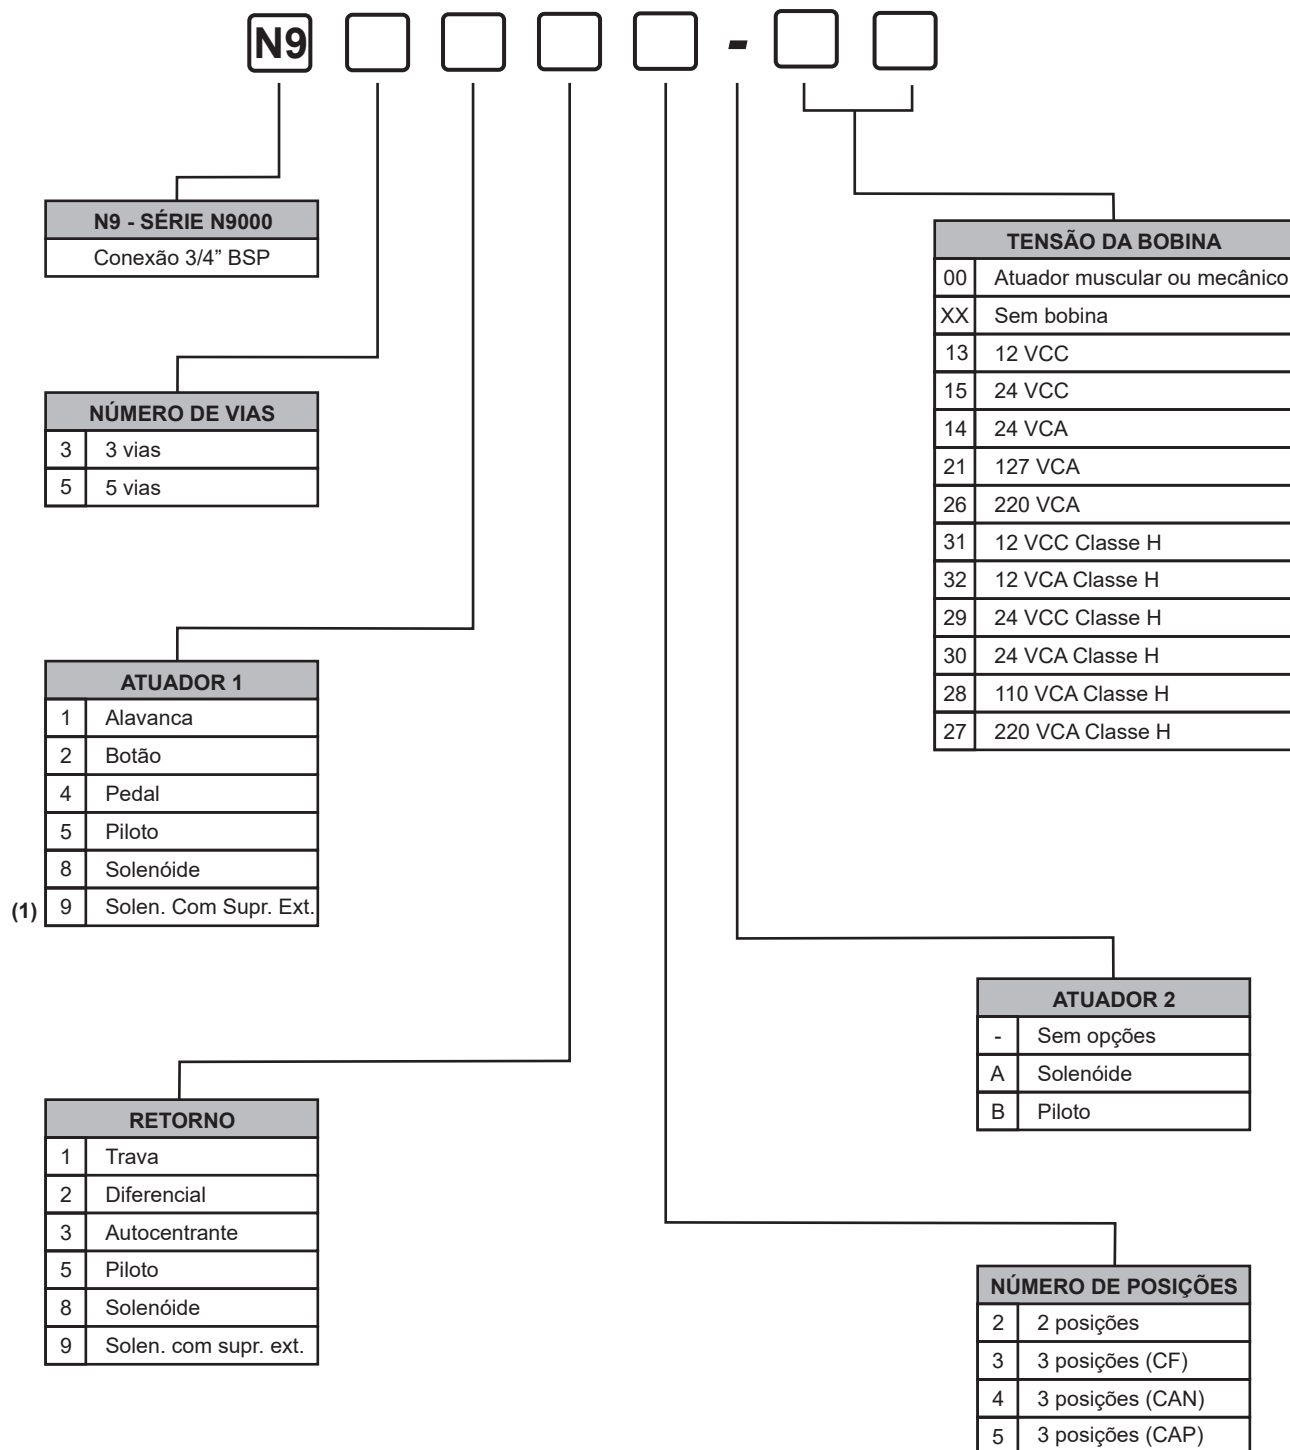 N9 -
N9 - SÉRIE N9000
Conexão 3/4” BSP
NÚMERO DE VIAS
3 3 vias
5 5 vias
ATUADOR 1
1 Alavanca
2 Botão
4 Pedal
5 Piloto
8 Solenóide
(1) 9 Solen. Com Supr. Ext.
RETORNO
1 Trava
2 Diferencial
3 Autocentrante
5 Piloto
8 Solenóide
9 Solen. com supr. ext.
TENSÃO DA BOBINA
00 Atuador muscular ou mecânico
XX Sem bobina
13 12 VCC
15 24 VCC
14 24 VCA
21 127 VCA
26 220 VCA
31 12 VCC Classe H
32 12 VCA Classe H
29 24 VCC Classe H
30 24 VCA Classe H
28 110 VCA Classe H
27 220 VCA Classe H
ATUADOR 2
- Sem opções
A Solenóide
B Piloto
NÚMERO DE POSIÇÕES
2 2 posições
3 3 posições (CF)
4 3 posições (CAN)
5 3 posições (CAP)